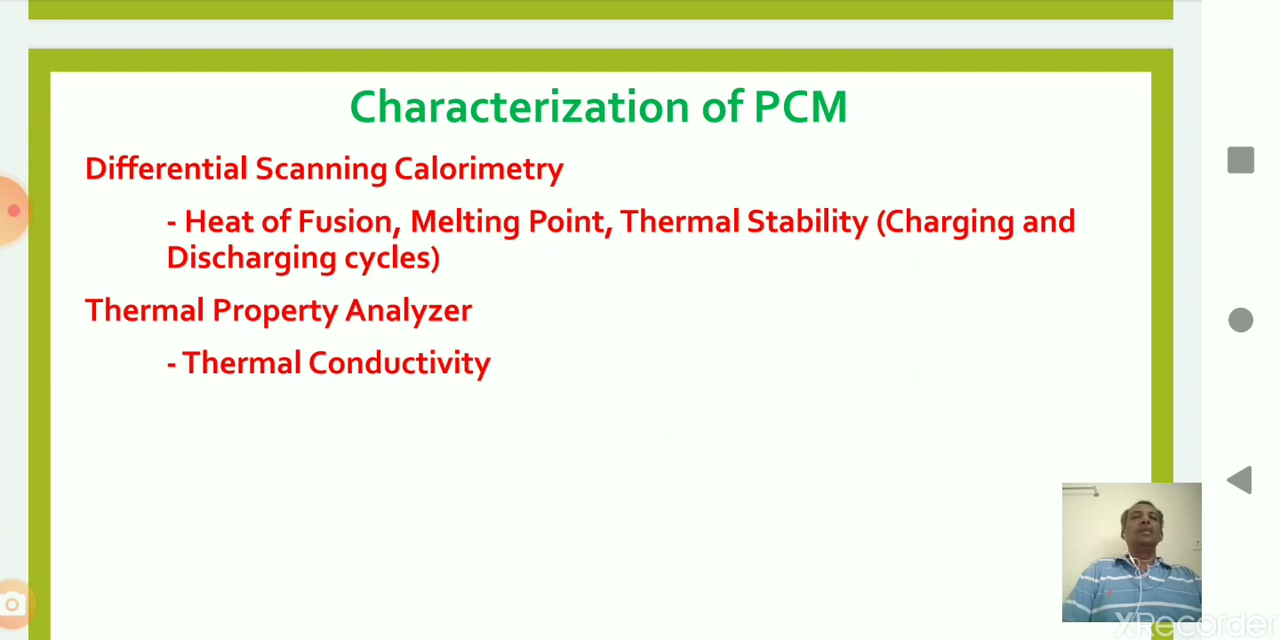 Characterization of PCM
Differential Scanning Calorimetry
- Heat of Fusion, Melting Point, Thermal Stability (Charging and
Discharging cycles)
Thermal Property Analyzer
- Thermal Conductivity
XRecorder